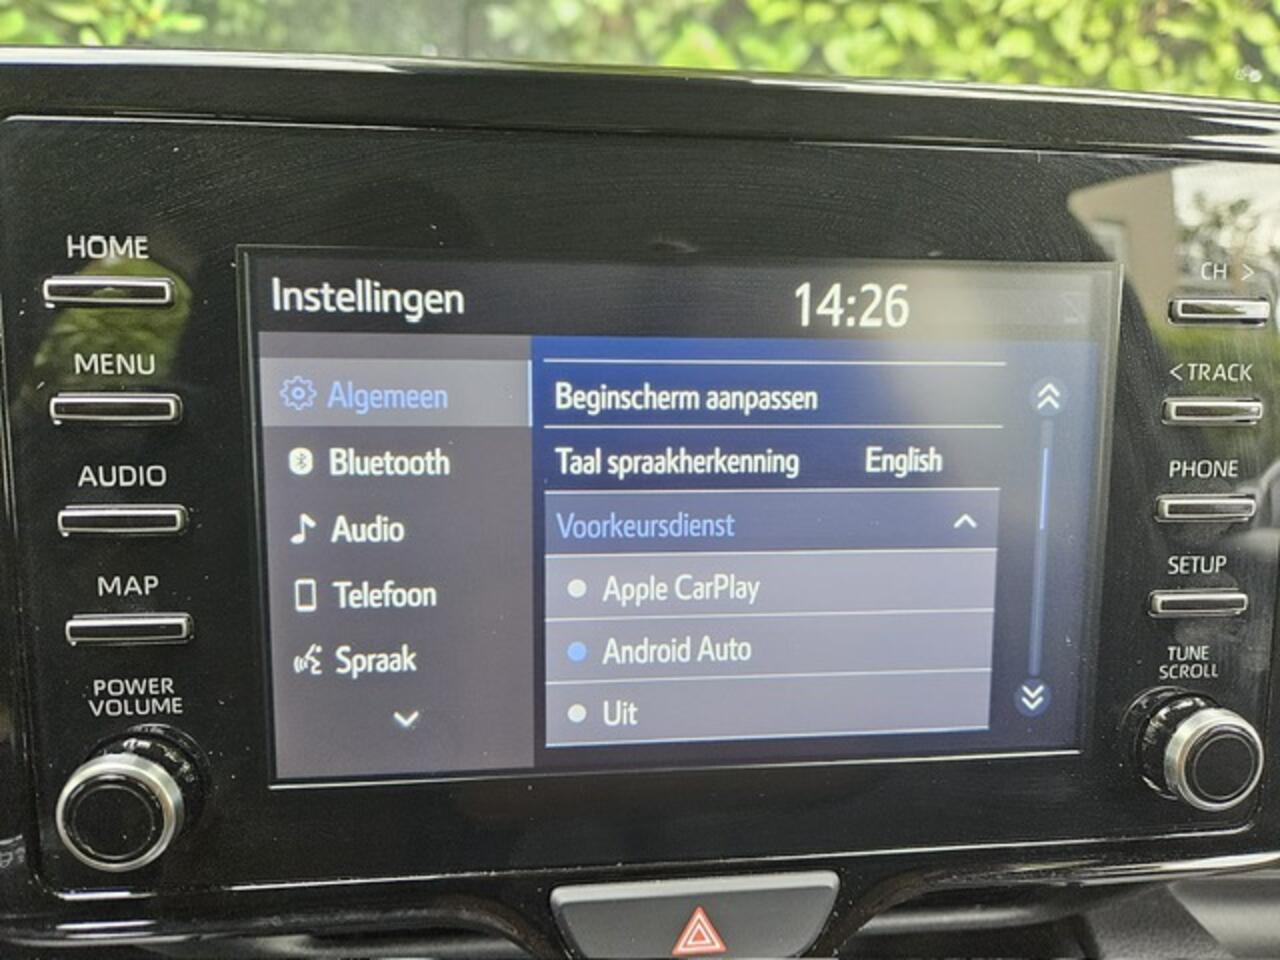 HOME
MENU
AUDIO
MAP
POWER
VOLUME
Instellingen
14:26
Algemeen
Bluetooth
Audio
Telefoon
Spraak
Beginscherm aanpassen
Taal spraakherkenning English
Voorkeursdienst
Apple CarPlay
Android Auto
Uit
CH >
< TRACK
PHONE
SETUP
TUNE
SCROLL